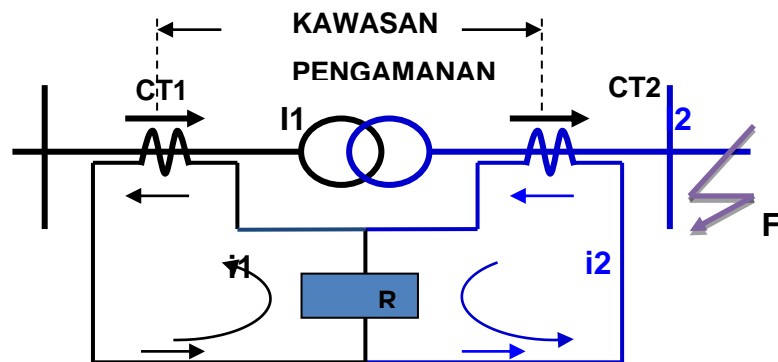 KAWASAN
PENGAMANAN
CT1
I1
CT2
2
F
i1
R
i2